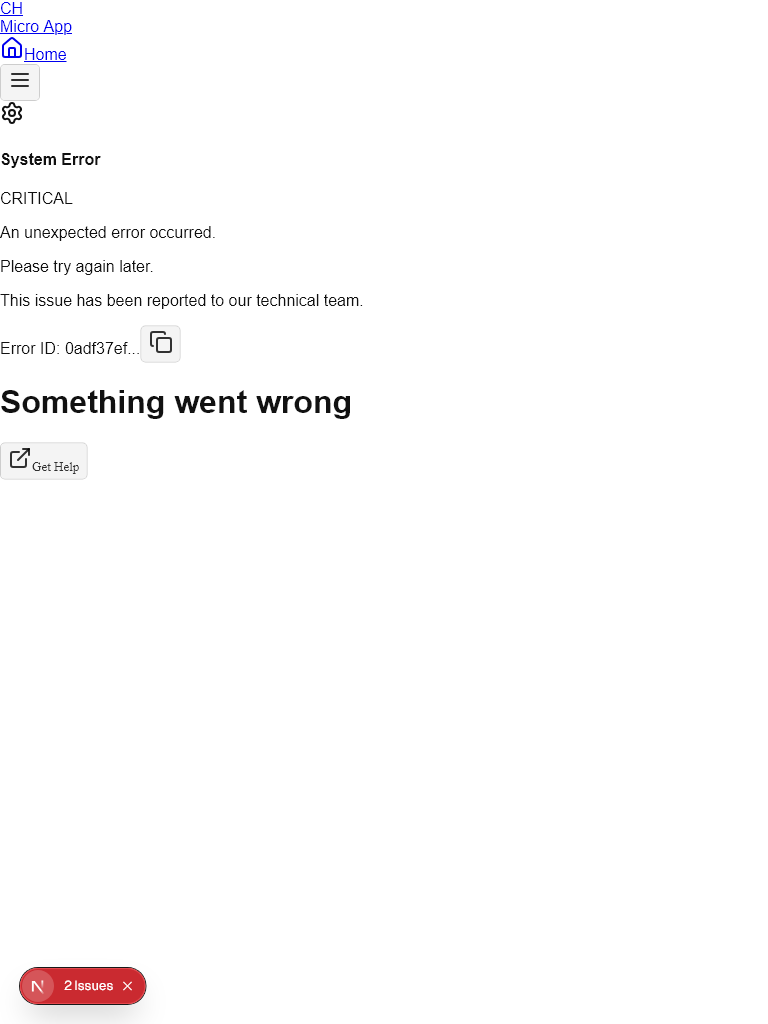 CH
Micro App
Home
System Error
CRITICAL
An unexpected error occurred.
Please try again later.
This issue has been reported to our technical team.
Error ID: 0adf37ef...
Something went wrong
Get Help
N 2 Issues